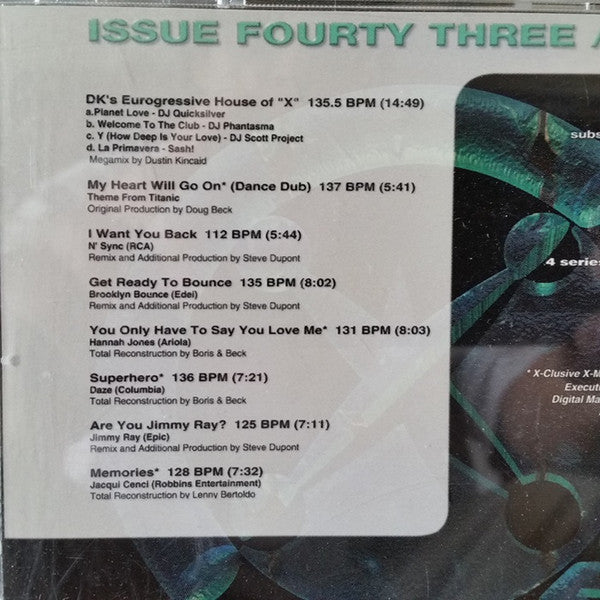 ISSUE FOURTY THREE /
DK's Eurogressive House of "X" 135.5 BPM (14:49)
a.Planet Love - DJ Quicksilver
b. Welcome To The Club - DJ Phantasma
c. Y (How Deep Is Your Love) - DJ Scott Project
d. La Primavera - Sash!
Megamix by Dustin Kincaid
My Heart Will Go On* (Dance Dub) 137 BPM (5:41)
Theme From Titanic
Original Production by Doug Beck
I Want You Back 112 BPM (5:44)
N' Sync (RCA)
Remix and Additional Production by Steve Dupont
Get Ready To Bounce 135 BPM (8:02)
Brooklyn Bounce (Edel)
Remix and Additional Production by Steve Dupont
You Only Have To Say You Love Me* 131 BPM (8:03)
Hannah Jones (Ariola)
Total Reconstruction by Boris & Beck
Superhero* 136 BPM (7:21)
Daze (Columbia)
Total Reconstruction by Boris & Beck
Are You Jimmy Ray? 125 BPM (7:11)
Jimmy Ray (Epic)
Remix and Additional Production by Steve Dupont
Memories* 128 BPM (7:32)
Jacqui Cenci (Robbins Entertainment)
Total Reconstruction by Lenny Bertoldo
subs
4 series
* X-Clusive X-M
Execut
Digital Ma